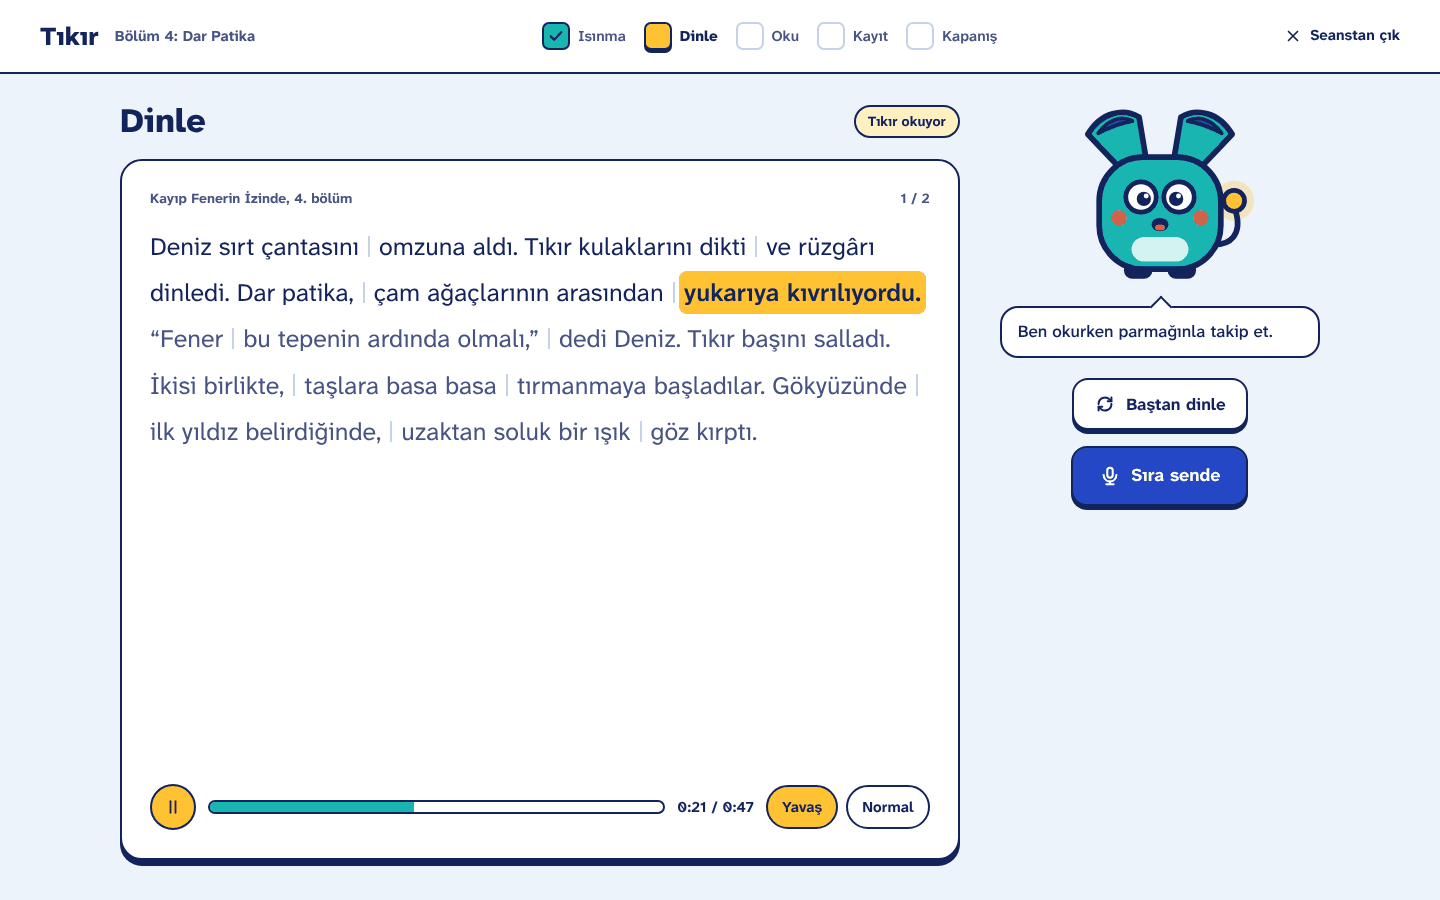 Tıkır
Bölüm 4: Dar Patika
Isınma
Dinle
Oku
Kayıt
Kapanış
Seanstan çık
Dinle
Tıkır okuyor
Kayıp Fenerin İzinde, 4. bölüm
1 / 2
Deniz sırt çantasını | omzuna aldı. Tıkır kulaklarını dikti | ve rüzgârı
dinledi. Dar patika, | çam ağaçlarının arasından | yukarıya kıvrılıyordu.
“Fener | bu tepenin ardında olmalı,” | dedi Deniz. Tıkır başını salladı.
İkisi birlikte, | taşlara basa basa | tırmanmaya başladılar. Gökyüzünde |
ilk yıldız belirdiğinde, | uzaktan soluk bir ışık | göz kırptı.
0:21 / 0:47
Yavaş
Normal
Ben okurken parmağınla takip et.
Baştan dinle
Sıra sende